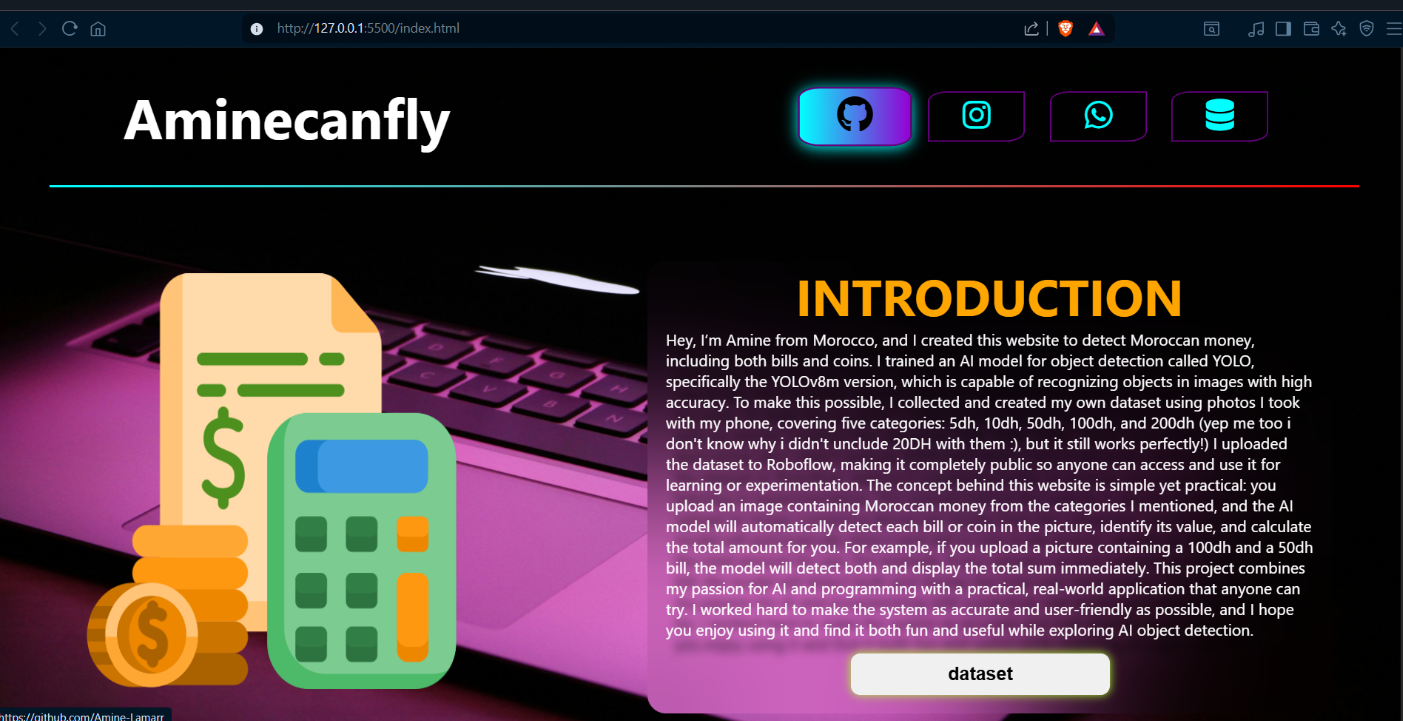 http://127.0.0.1:5500/index.html
Aminecanfly
INTRODUCTION
Hey, I'm Amine from Morocco, and I created this website to detect Moroccan money,
including both bills and coins. I trained an AI model for object detection called YOLO,
specifically the YOLOv8m version, which is capable of recognizing objects in images with high
accuracy. To make this possible, I collected and created my own dataset using photos I took
with my phone, covering five categories: 5dh, 10dh, 50dh, 100dh, and 200dh (yep me too i
don't know why i didn't unclude 20DH with them :), but it still works perfectly!) I uploaded
the dataset to Roboflow, making it completely public so anyone can access and use it for
learning or experimentation. The concept behind this website is simple yet practical: you
upload an image containing Moroccan money from the categories I mentioned, and the AI
model will automatically detect each bill or coin in the picture, identify its value, and calculate
the total amount for you. For example, if you upload a picture containing a 100dh and a 50dh
bill, the model will detect both and display the total sum immediately. This project combines
my passion for AI and programming with a practical, real-world application that anyone can
try. I worked hard to make the system as accurate and user-friendly as possible, and I hope
you enjoy using it and find it both fun and useful while exploring AI object detection.
dataset
https://github.com/Amine-Lamarr